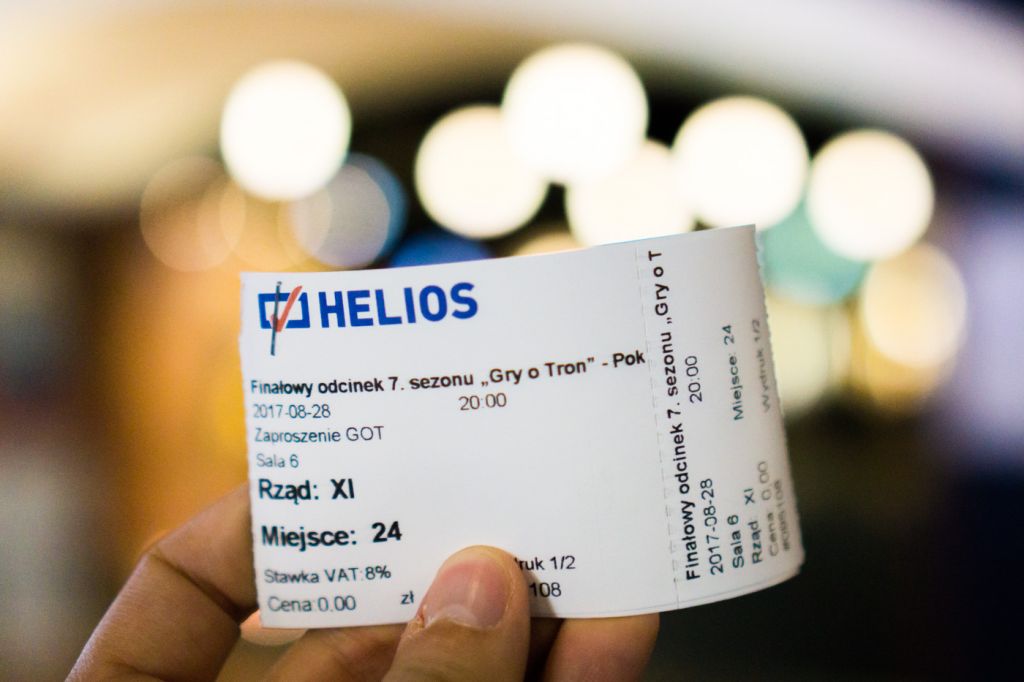 HELIOS
Finałowy odcinek 7. sezonu „Gry o Tron” - Pok
2017-08-28 20:00
Zaproszenie GOT
Sala 6
Rząd: XI
Miejsce: 24
Stawka VAT:8%
Cena:0.00 zł
druk 1/2
108
Finałowy odcinek 7. sezonu „Gry o T
2017-08-28 20:00
Sala 6
Rząd: XI Miejsce: 24
Cena: 0,00 Wydruk 1/2